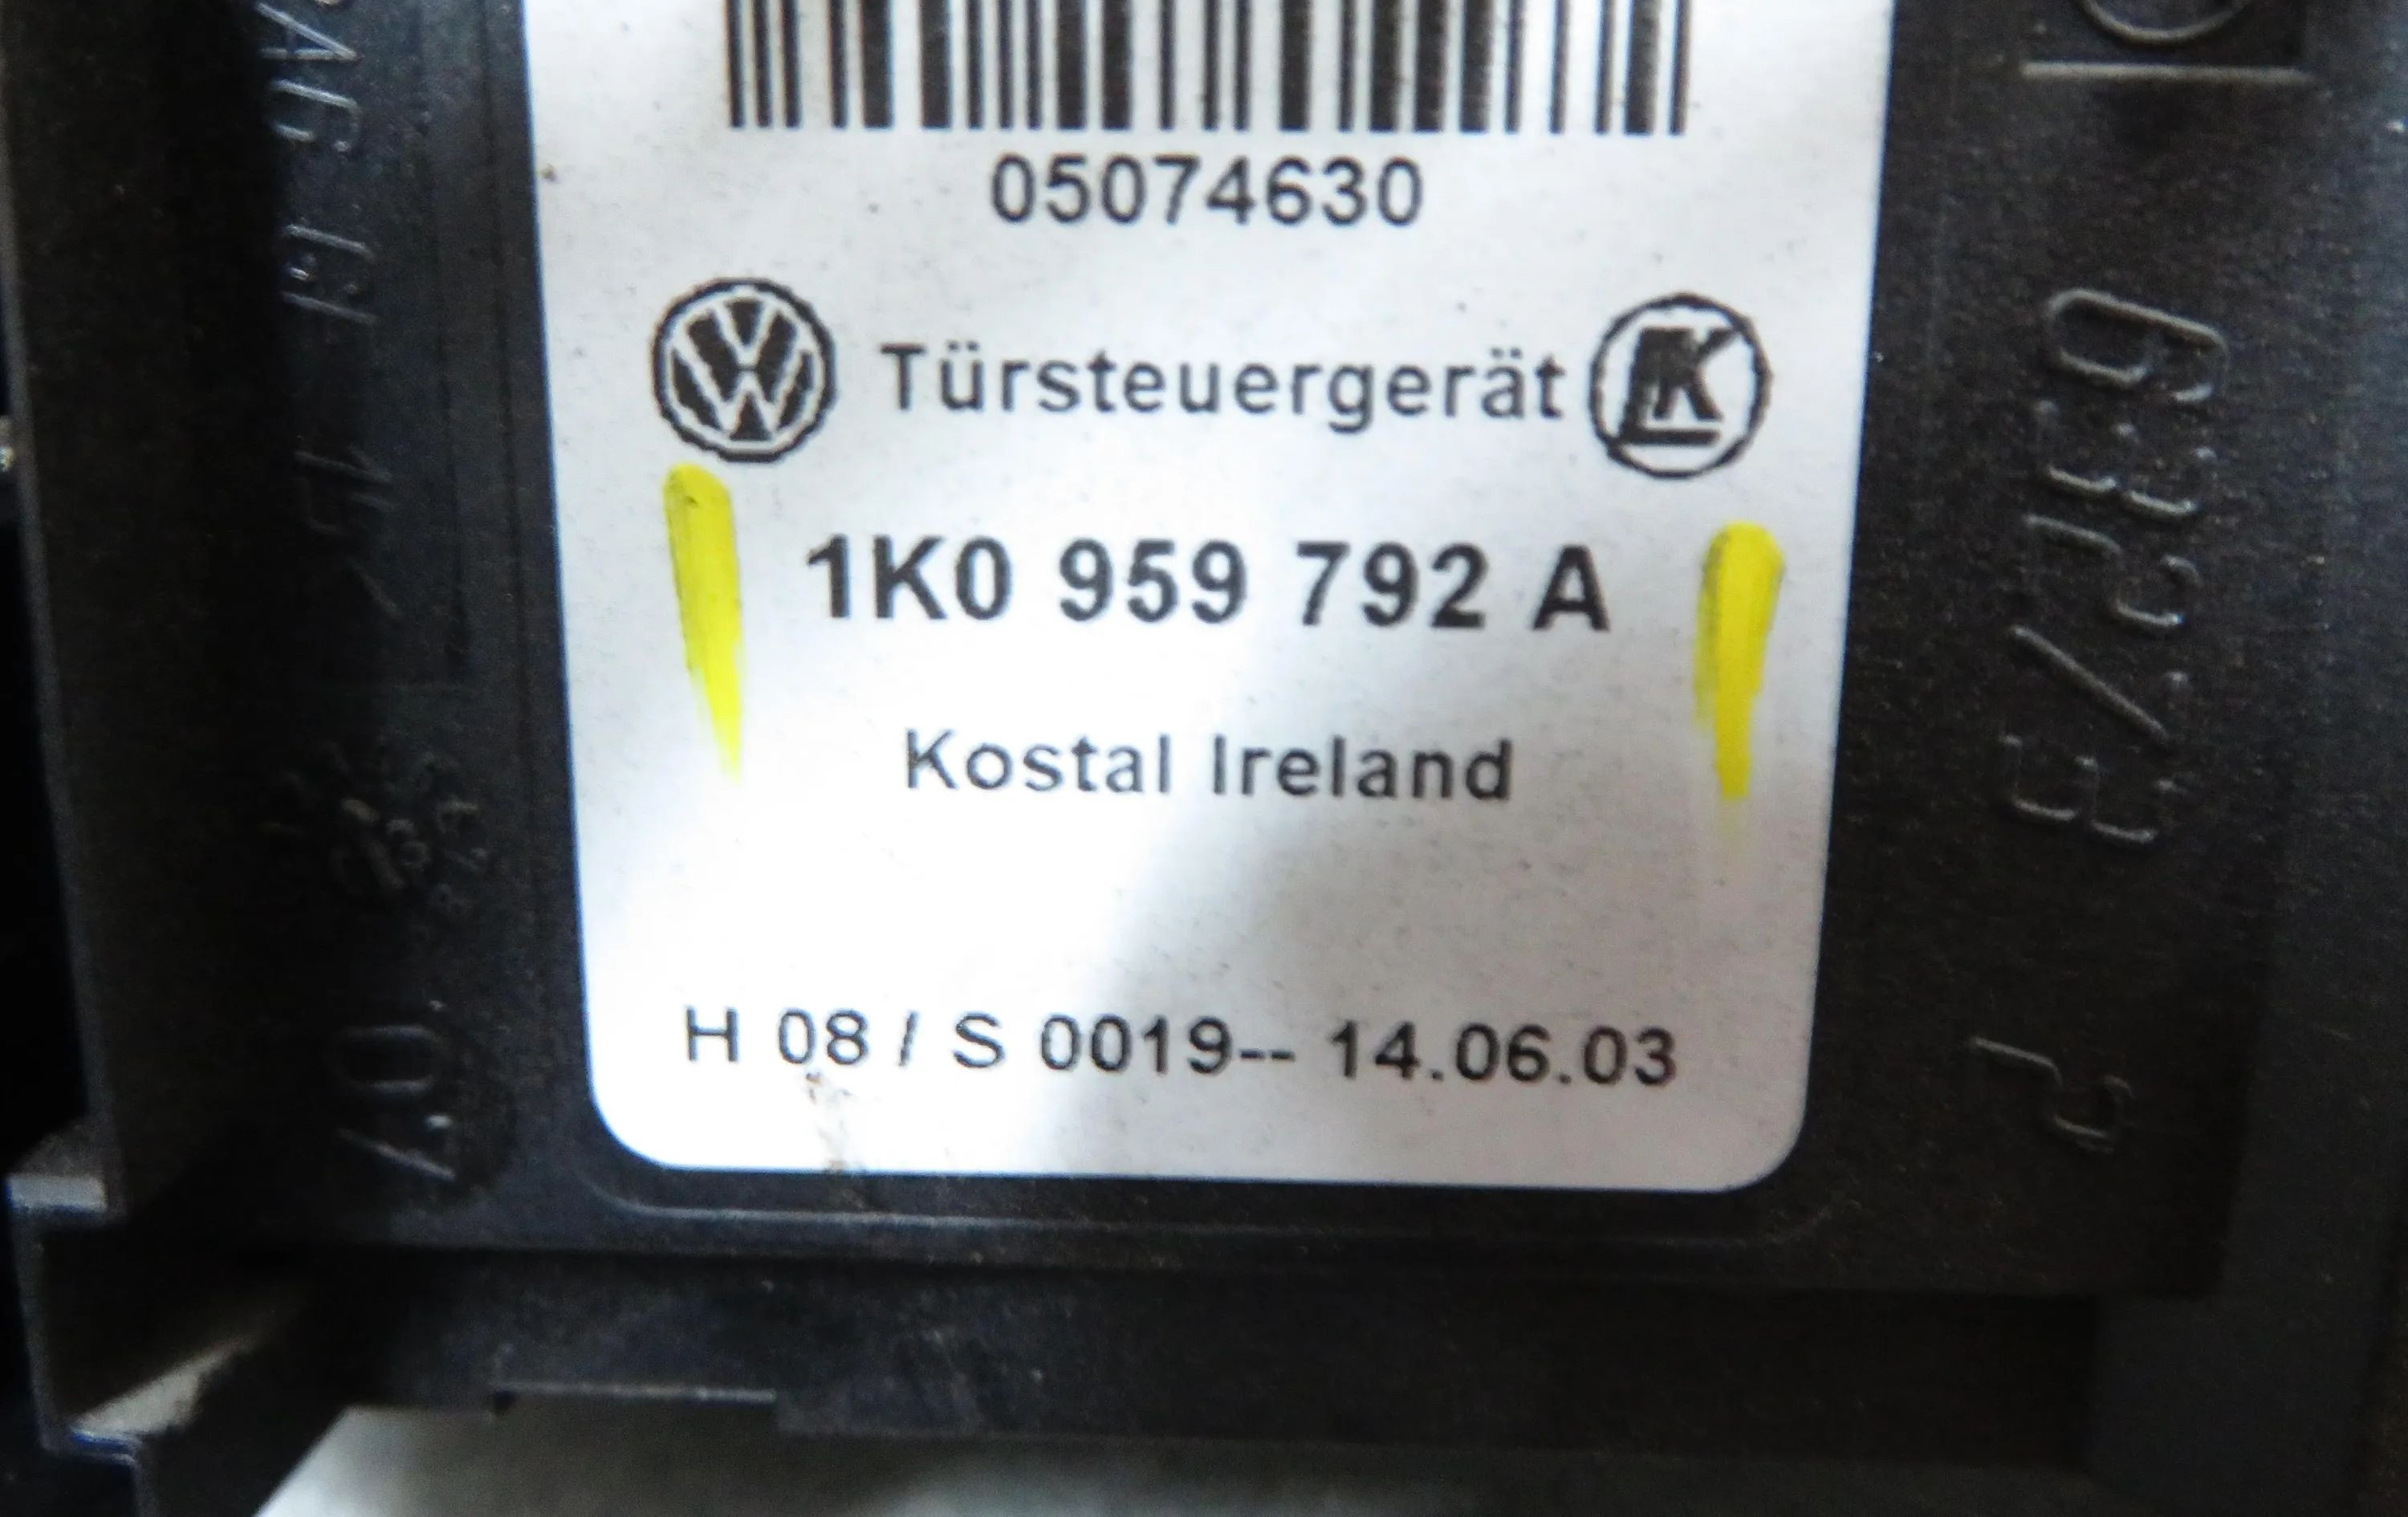 05074630
Türsteuergerät
1K0 959 792 A
Kostal Ireland
H 08 / S 0019-- 14.06.03